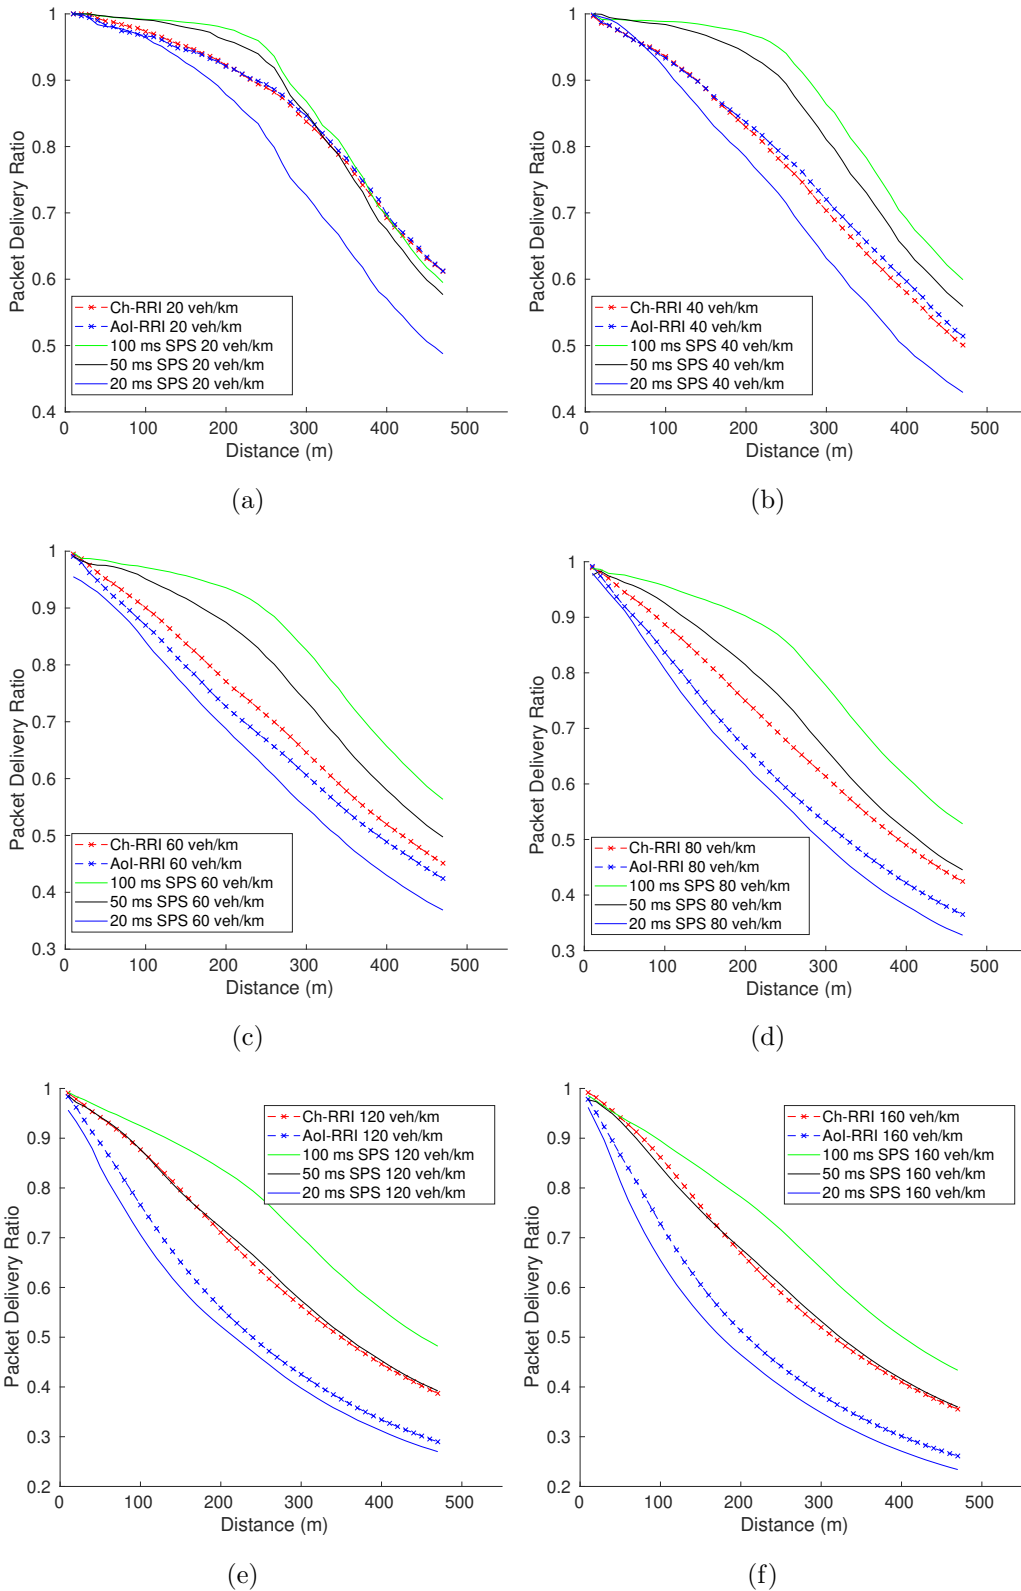 1
0.9
0.8
0.7
0.6
0.5
0.4
0 100 200 300 400 500
Packet Delivery Ratio
Distance (m)
Ch-RRI 20 veh/km
AoI-RRI 20 veh/km
100 ms SPS 20 veh/km
50 ms SPS 20 veh/km
20 ms SPS 20 veh/km
(a)
1
0.9
0.8
0.7
0.6
0.5
0.4
0 100 200 300 400 500
Packet Delivery Ratio
Distance (m)
Ch-RRI 40 veh/km
AoI-RRI 40 veh/km
100 ms SPS 40 veh/km
50 ms SPS 40 veh/km
20 ms SPS 40 veh/km
(b)
1
0.9
0.8
0.7
0.6
0.5
0.4
0.3
0 100 200 300 400 500
Packet Delivery Ratio
Distance (m)
Ch-RRI 60 veh/km
AoI-RRI 60 veh/km
100 ms SPS 60 veh/km
50 ms SPS 60 veh/km
20 ms SPS 60 veh/km
(c)
1
0.9
0.8
0.7
0.6
0.5
0.4
0.3
0 100 200 300 400 500
Packet Delivery Ratio
Distance (m)
Ch-RRI 80 veh/km
AoI-RRI 80 veh/km
100 ms SPS 80 veh/km
50 ms SPS 80 veh/km
20 ms SPS 80 veh/km
(d)
1
0.9
0.8
0.7
0.6
0.5
0.4
0.3
0.2
0 100 200 300 400 500
Packet Delivery Ratio
Distance (m)
Ch-RRI 120 veh/km
AoI-RRI 120 veh/km
100 ms SPS 120 veh/km
50 ms SPS 120 veh/km
20 ms SPS 120 veh/km
(e)
1
0.9
0.8
0.7
0.6
0.5
0.4
0.3
0.2
0 100 200 300 400 500
Packet Delivery Ratio
Distance (m)
Ch-RRI 160 veh/km
AoI-RRI 160 veh/km
100 ms SPS 160 veh/km
50 ms SPS 160 veh/km
20 ms SPS 160 veh/km
(f)